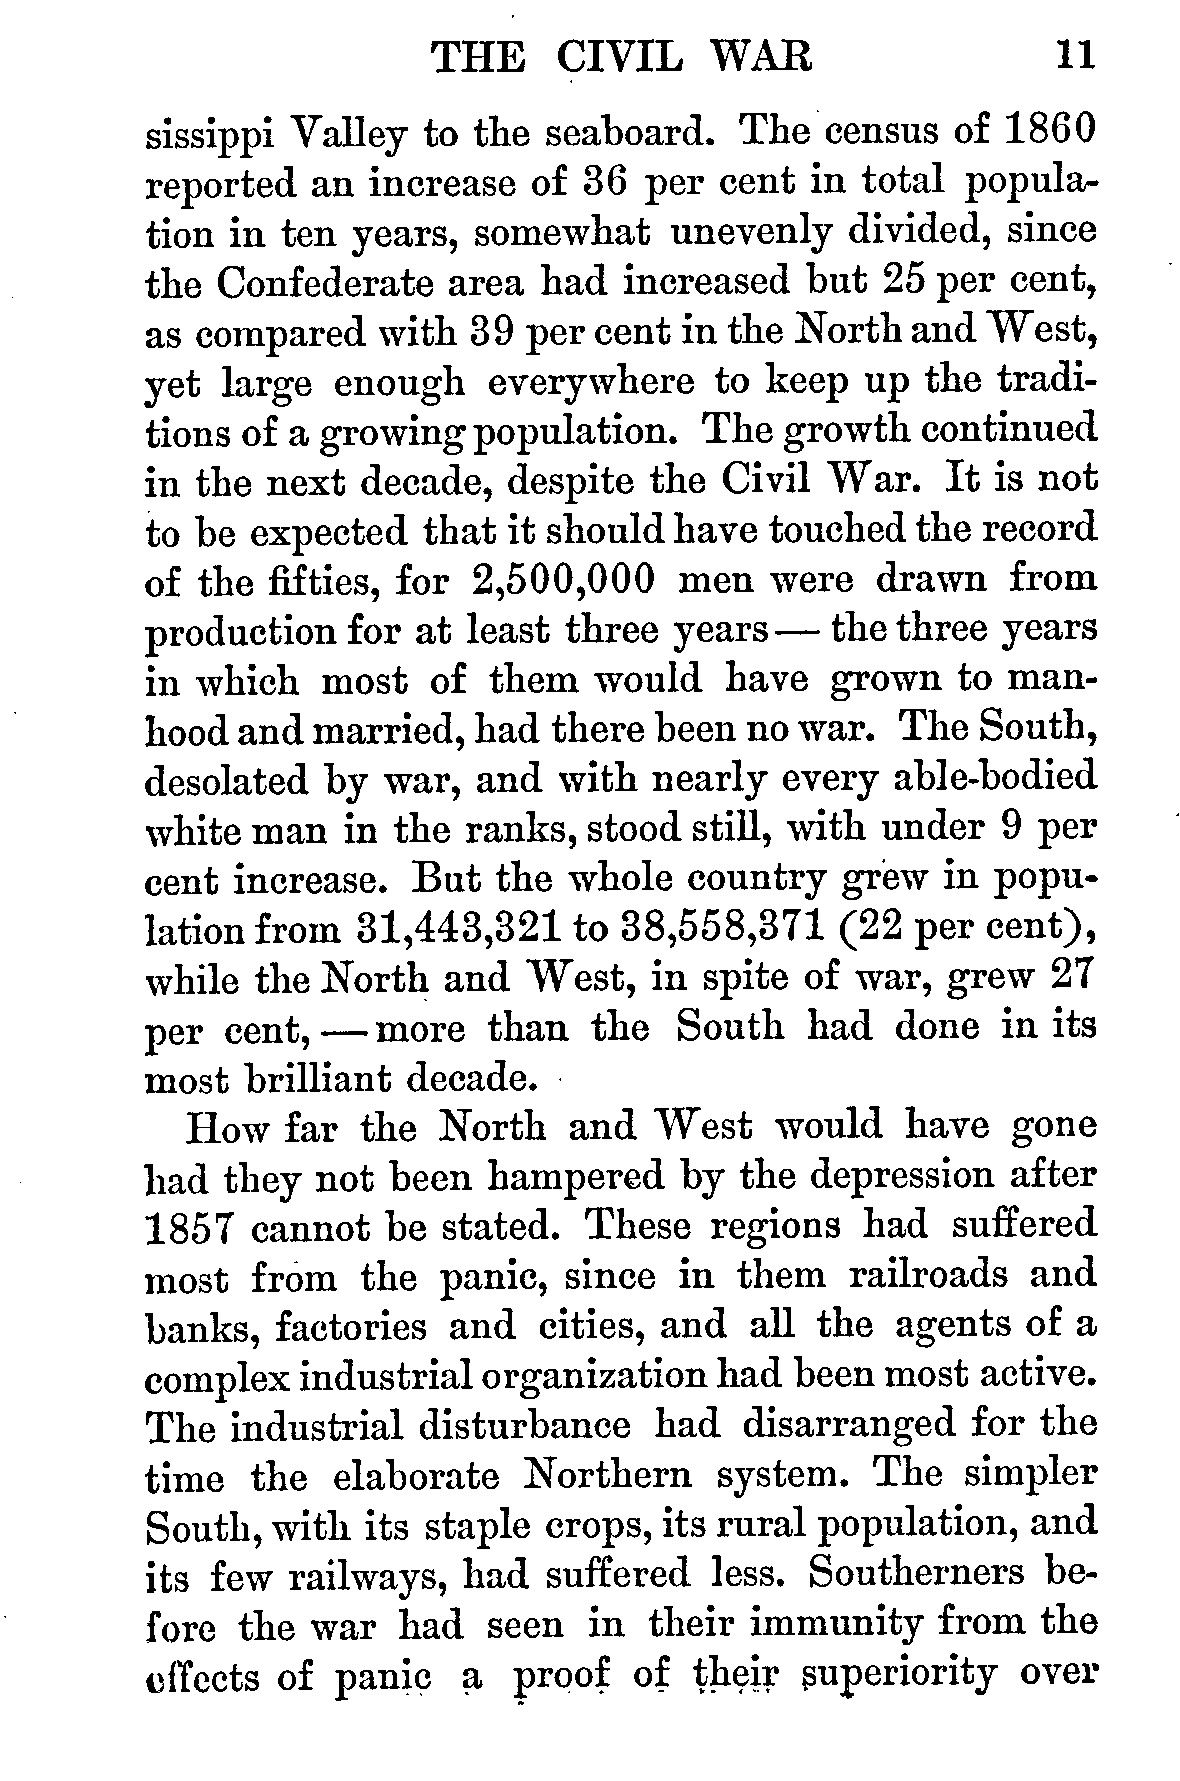 THE CIVIL WAR 11
sissippi Valley to the seaboard. The census of 1860
reported an increase of 36 per cent in total popula-
tion in ten years, somewhat unevenly divided, since
the Confederate area had increased but 25 per cent,
as compared with 39 per cent in the North and West,
yet large enough everywhere to keep up the tradi-
tions of a growing population. The growth continued
in the next decade, despite the Civil War. It is not
to be expected that it should have touched the record
of the fifties, for 2,500,000 men were drawn from
production for at least three years — the three years
in which most of them would have grown to man-
hood and married, had there been no war. The South,
desolated by war, and with nearly every able-bodied
white man in the ranks, stood still, with under 9 per
cent increase. But the whole country grew in popu-
lation from 31,443,321 to 38,558,371 (22 per cent),
while the North and West, in spite of war, grew 27
per cent, — more than the South had done in its
most brilliant decade.
How far the North and West would have gone
had they not been hampered by the depression after
1857 cannot be stated. These regions had suffered
most from the panic, since in them railroads and
banks, factories and cities, and all the agents of a
complex industrial organization had been most active.
The industrial disturbance had disarranged for the
time the elaborate Northern system. The simpler
South, with its staple crops, its rural population, and
its few railways, had suffered less. Southerners be-
fore the war had seen in their immunity from the
effects of panic a proof of their superiority over